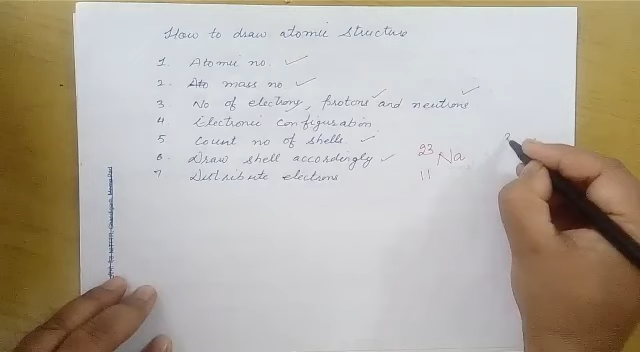 How to draw atomic structure
1. Atomic no. ✓
2. Ato mass no ✓
3 No of electrons, protons ✓ and neutrons ✓
4 Electronic configuration
5 Count no of shells. ✓
6. Draw shell accordingly ✓
7 Distribute electrons
23
Na
11